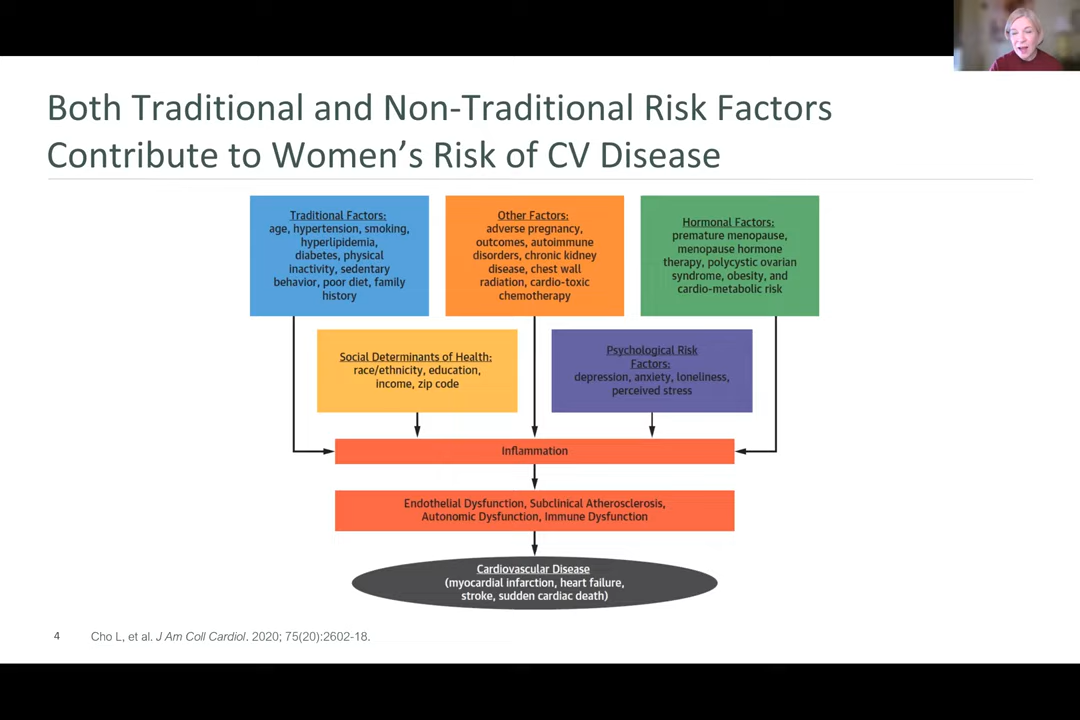 Both Traditional and Non-Traditional Risk Factors
Contribute to Women's Risk of CV Disease
Traditional Factors:
age, hypertension, smoking,
hyperlipidemia,
diabetes, physical
inactivity, sedentary
behavior, poor diet, family
history
Other Factors:
adverse pregnancy,
outcomes, autoimmune
disorders, chronic kidney
disease, chest wall
radiation, cardio-toxic
chemotherapy
Hormonal Factors:
premature menopause,
menopause hormone
therapy, polycystic ovarian
syndrome, obesity, and
cardio-metabolic risk
Social Determinants of Health:
race/ethnicity, education,
income, zip code
Psychological Risk
Factors:
depression, anxiety, loneliness,
perceived stress
Inflammation
Endothelial Dysfunction, Subclinical Atherosclerosis,
Autonomic Dysfunction, Immune Dysfunction
Cardiovascular Disease
(myocardial infarction, heart failure,
stroke, sudden cardiac death)
4
Cho L, et al. J Am Coll Cardiol. 2020; 75(20):2602-18.